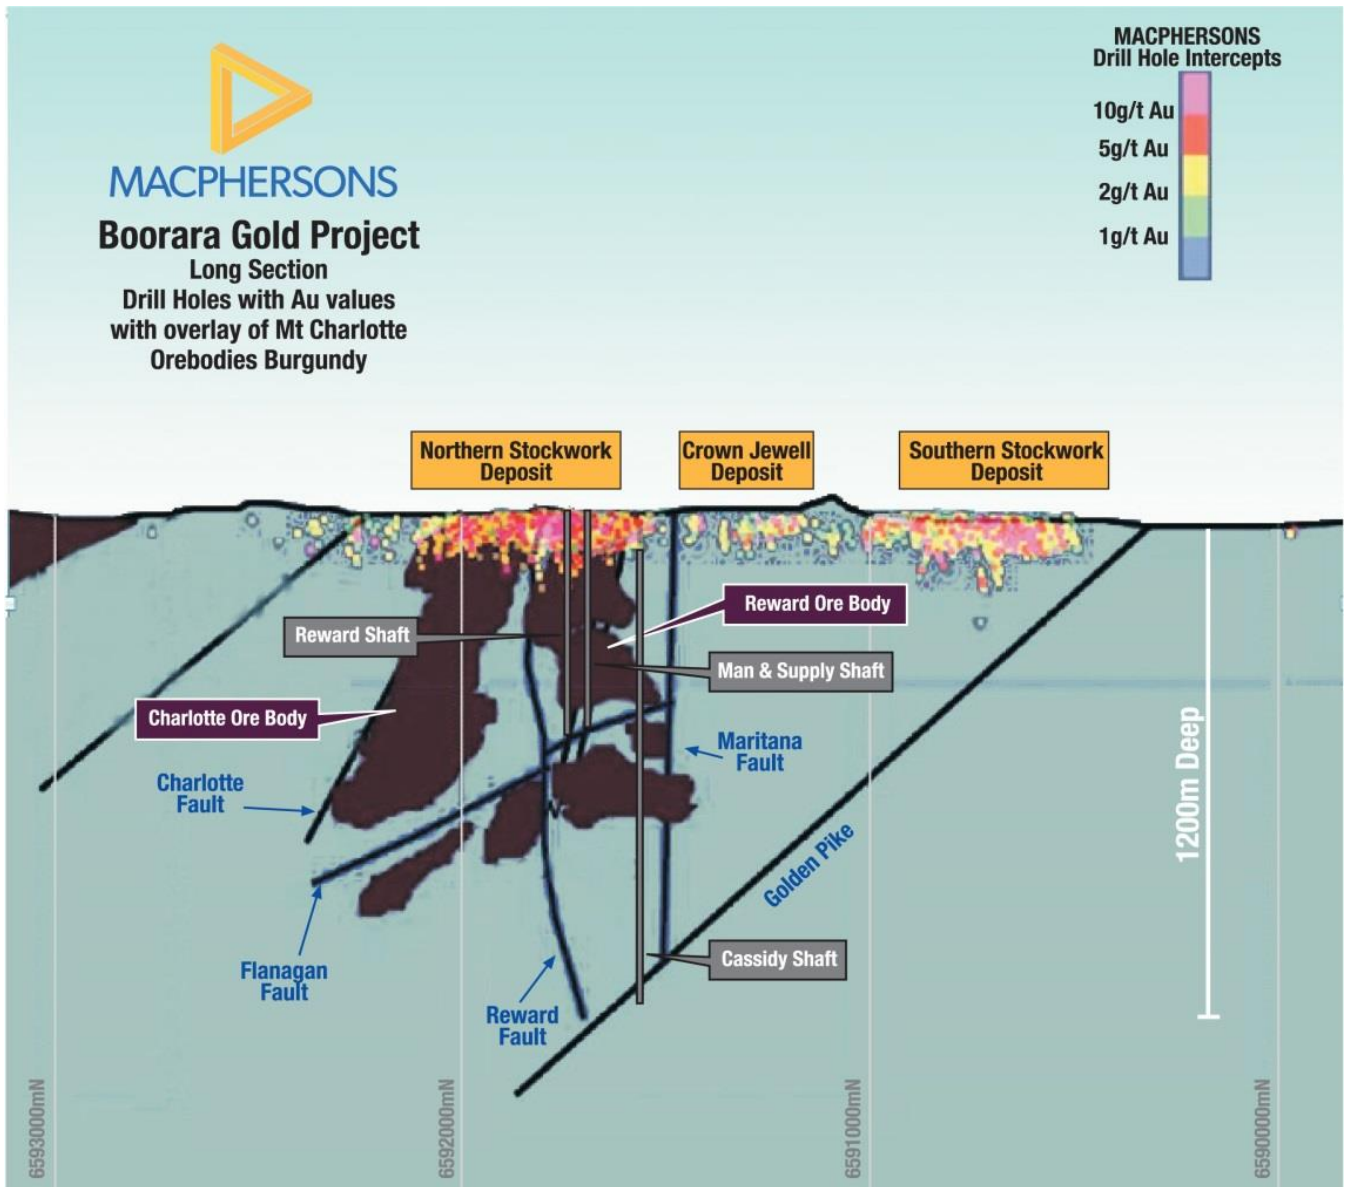 MACPHERSONS
Boorara Gold Project
Long Section
Drill Holes with Au values
with overlay of Mt Charlotte
Orebodies Burgundy
MACPHERSONS
Drill Hole Intercepts
10g/t Au
5g/t Au
2g/t Au
1g/t Au
Northern Stockwork
Deposit
Crown Jewell
Deposit
Southern Stockwork
Deposit
Reward Ore Body
Reward Shaft
Man & Supply Shaft
Charlotte Ore Body
Maritana
Fault
Charlotte
Fault
1200m Deep
Golden Pike
Flanagan
Fault
Cassidy Shaft
Reward
Fault
6593000mN
6592000mN
6591000mN
6590000mN